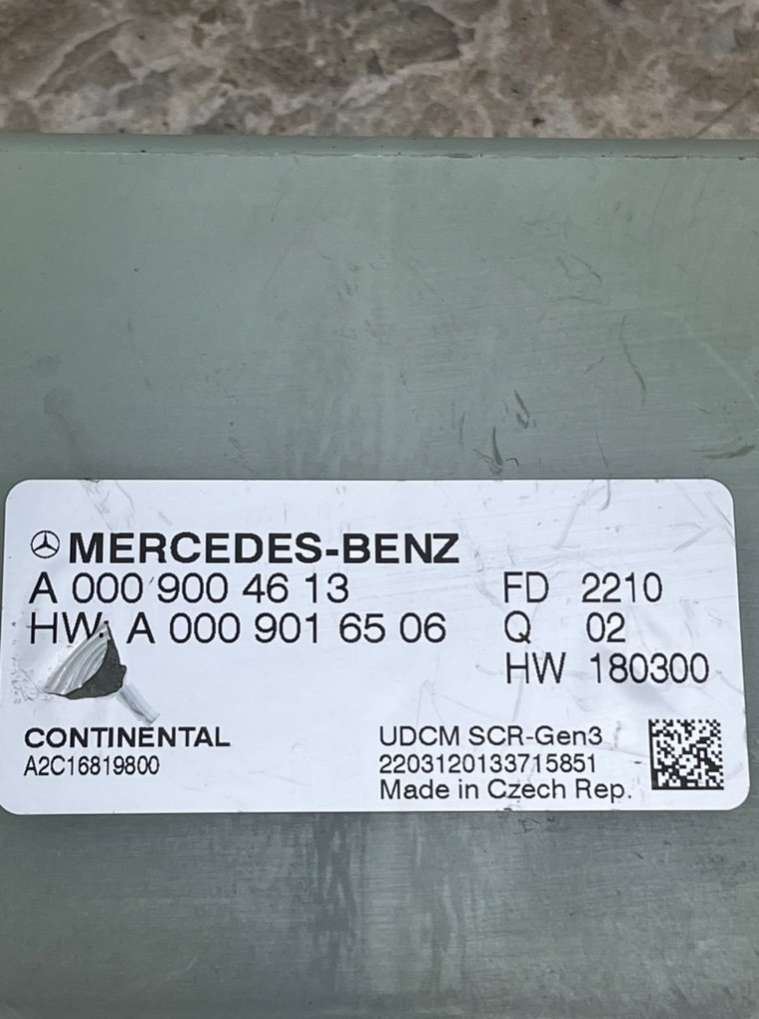 MERCEDES-BENZ
A 000 900 46 13 FD 2210
HW: A 000 901 65 06 Q 02
HW 180300
CONTINENTAL UDCM SCR-Gen3
A2C16819800 2203120133715851
Made in Czech Rep.